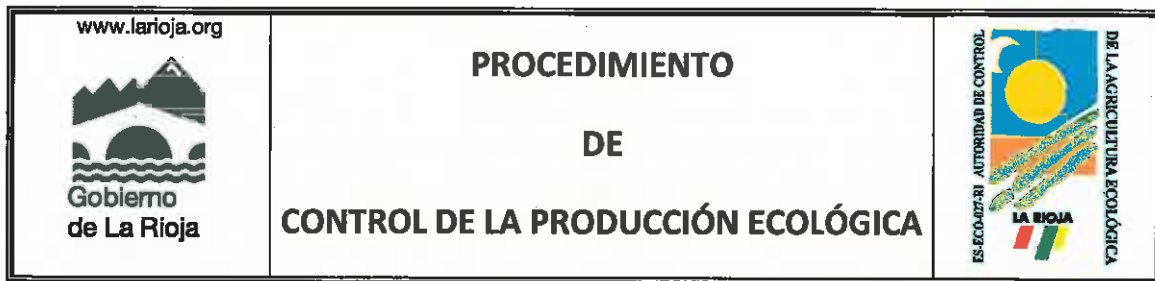 www.larioja.org
Gobierno
de La Rioja
PROCEDIMIENTO
DE
CONTROL DE LA PRODUCCIÓN ECOLÓGICA
ES-ECO-027-RI AUTORIDAD DE CONTROL
DE LA AGRICULTURA ECOLÓGICA
LA RIOJA